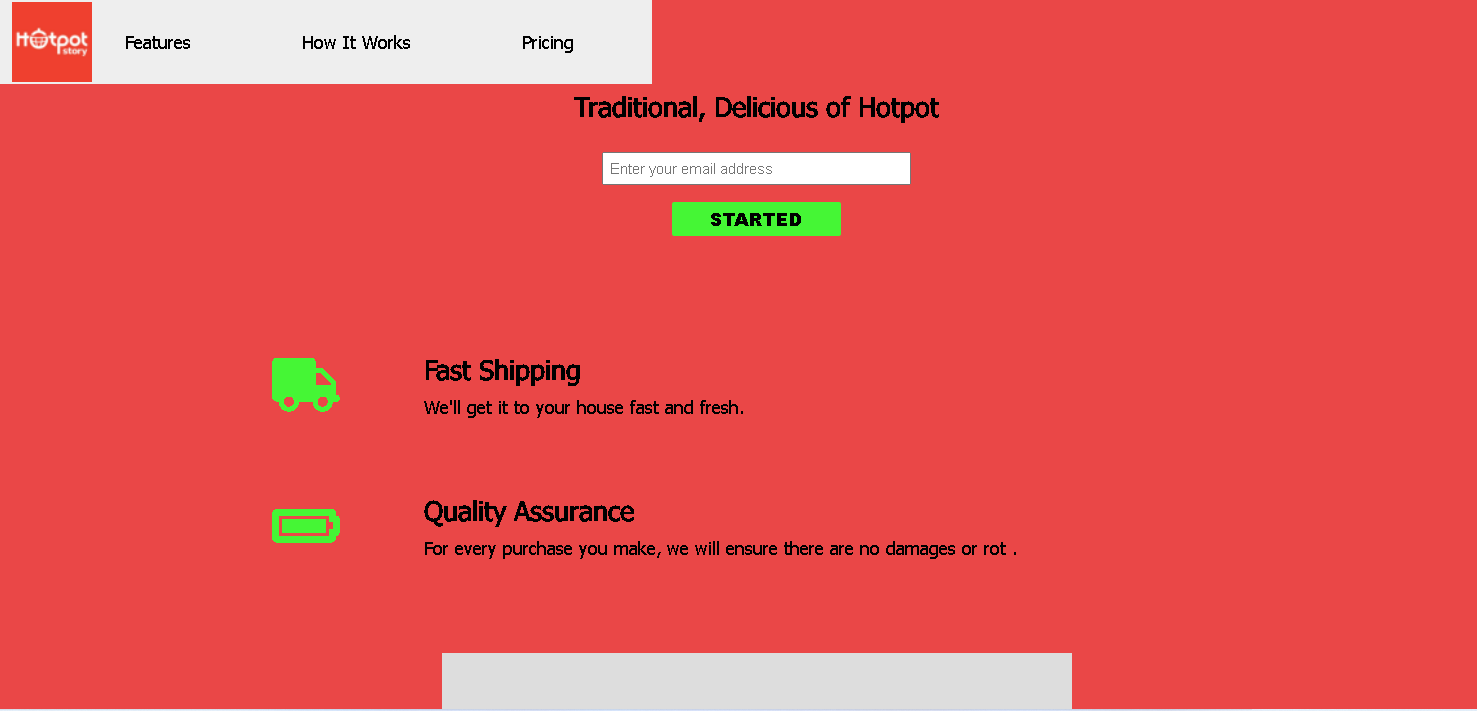 Hotpot
story
Features
How It Works
Pricing
Traditional, Delicious of Hotpot
Enter your email address
STARTED
Fast Shipping
We'll get it to your house fast and fresh.
Quality Assurance
For every purchase you make, we will ensure there are no damages or rot .